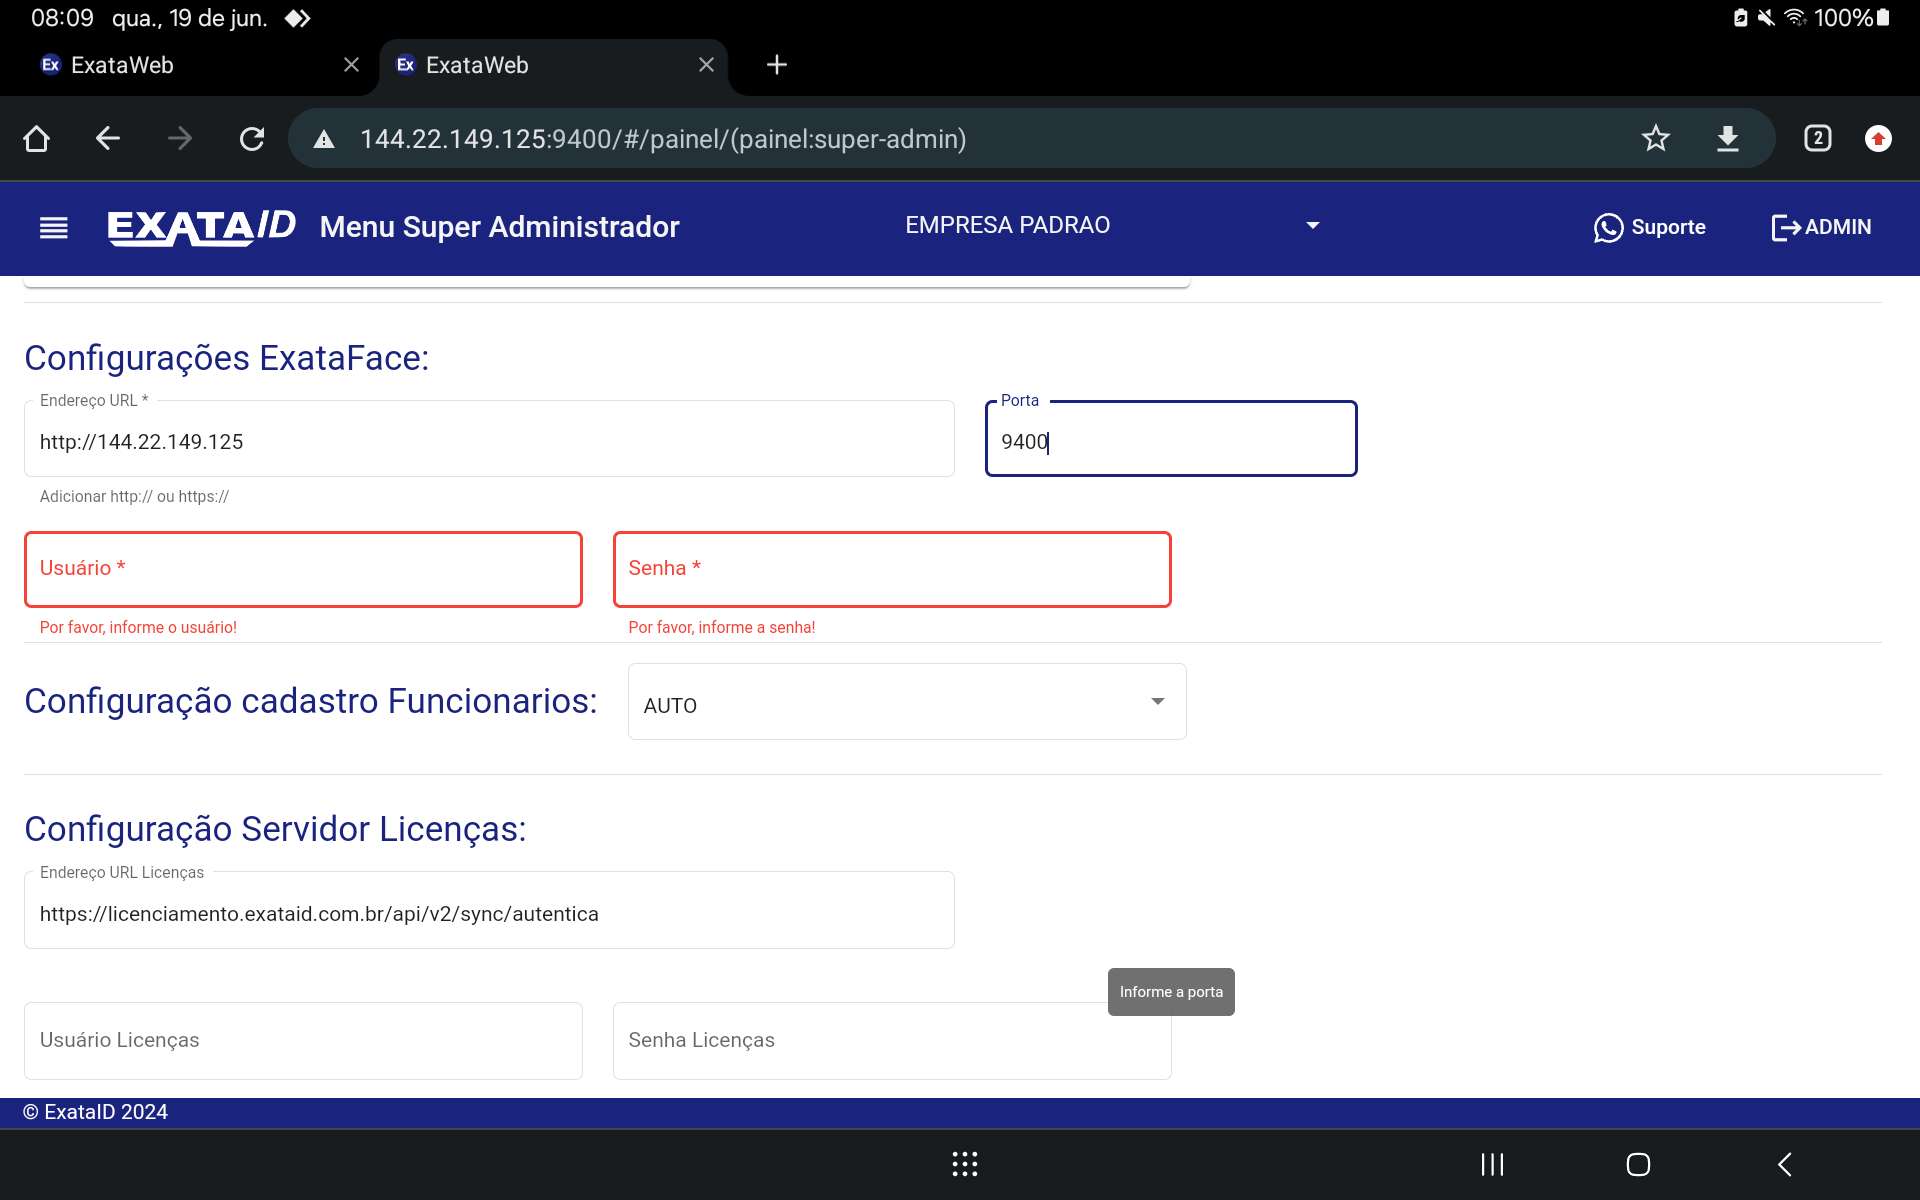 08:09 qua., 19 de jun. 100%
Ex ExataWeb Ex ExataWeb
144.22.149.125:9400/#/painel/(painel:super-admin) 2
EXATAID Menu Super Administrador EMPRESA PADRAO Suporte ADMIN
Configurações ExataFace:
Endereço URL * Porta
http://144.22.149.125 9400
Adicionar http:// ou https://
Usuário * Senha *
Por favor, informe o usuário! Por favor, informe a senha!
Configuração cadastro Funcionarios: AUTO
Configuração Servidor Licenças:
Endereço URL Licenças
https://licenciamento.exataid.com.br/api/v2/sync/autentica
Informe a porta
Usuário Licenças Senha Licenças
© ExataID 2024